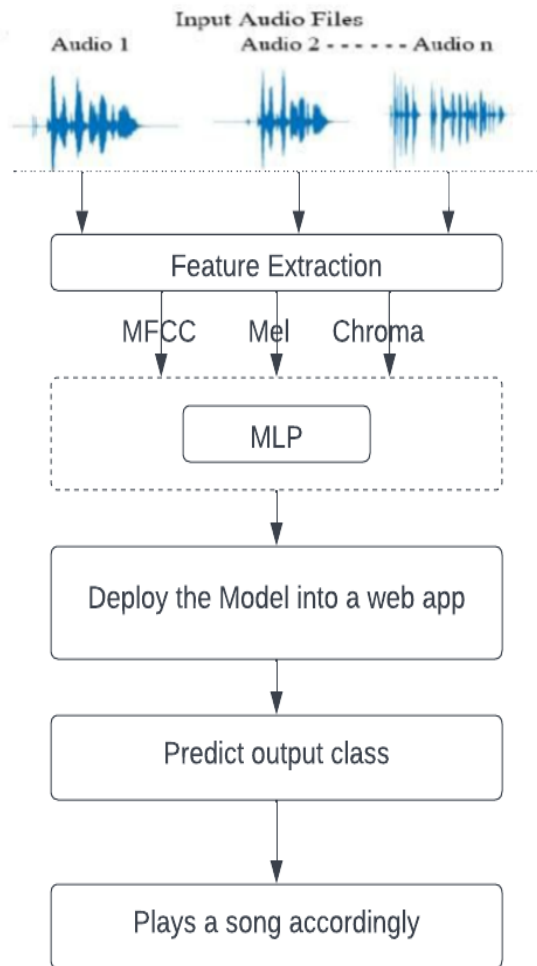 Input Audio Files
Audio 1 Audio 2 - - - - - - Audio n
Feature Extraction
MFCC Mel Chroma
MLP
Deploy the Model into a web app
Predict output class
Plays a song accordingly